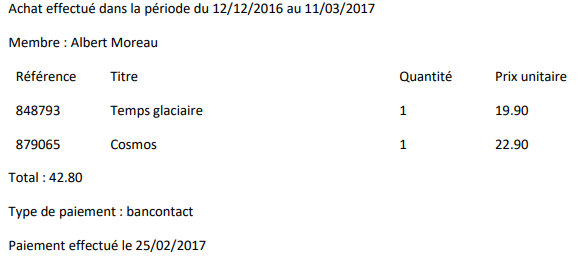 Achat effectué dans la période du 12/12/2016 au 11/03/2017
Membre : Albert Moreau
Référence Titre Quantité Prix unitaire
848793 Temps glaciaire 1 19.90
879065 Cosmos 1 22.90
Total : 42.80
Type de paiement : bancontact
Paiement effectué le 25/02/2017